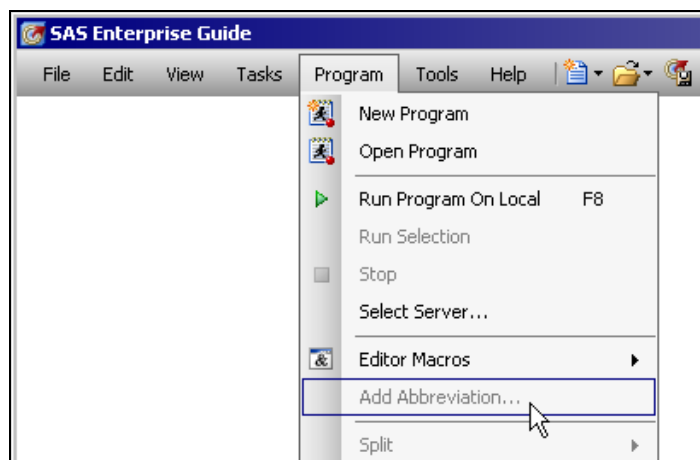 SAS Enterprise Guide
File Edit View Tasks Program Tools Help
New Program
Open Program
Run Program On Local F8
Run Selection
Stop
Select Server...
Editor Macros
Add Abbreviation...
Split